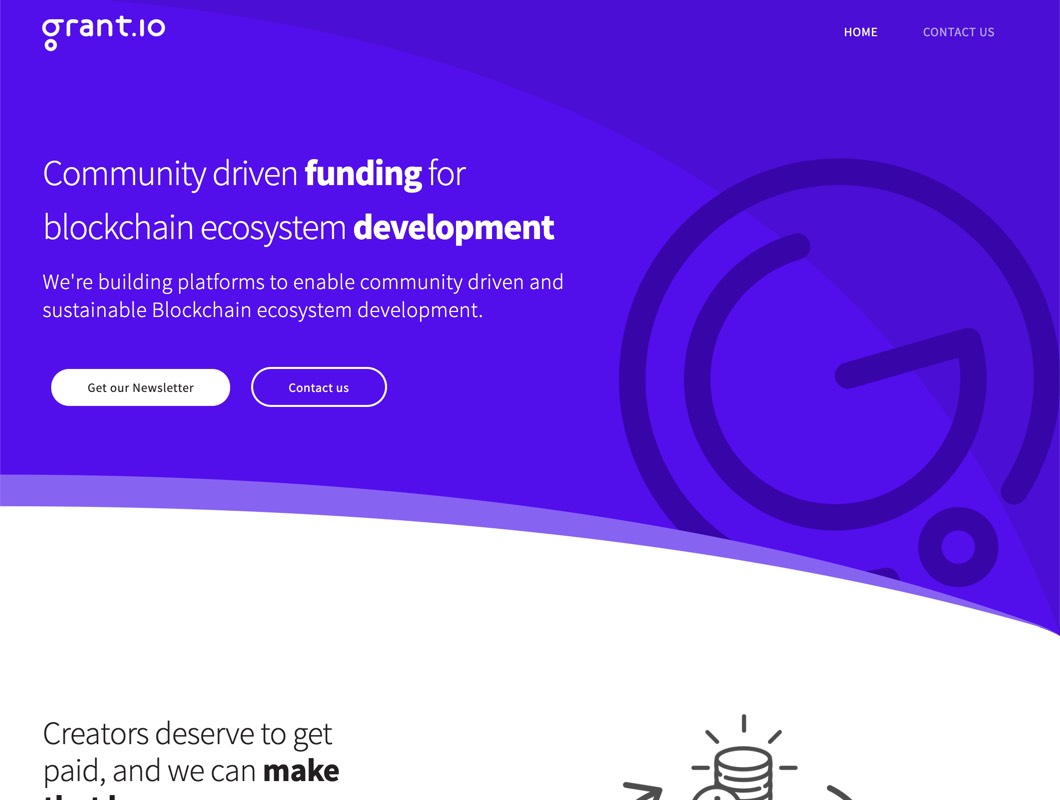 grant.io
HOME
CONTACT US
Community driven funding for
blockchain ecosystem development
We're building platforms to enable community driven and
sustainable Blockchain ecosystem development.
Get our Newsletter
Contact us
Creators deserve to get
paid, and we can make